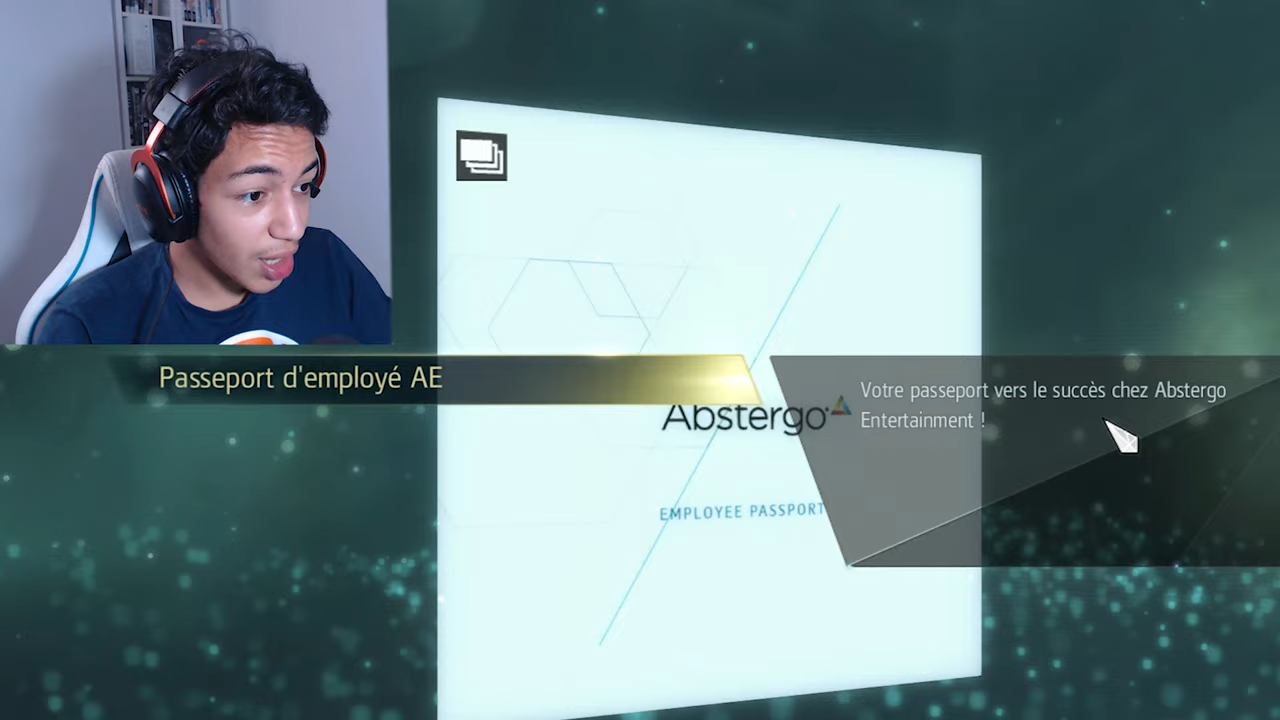 Passeport d'employé AE
Votre passeport vers le succès chez Abstergo
Entertainment !
Abstergo
EMPLOYEE PASSPORT